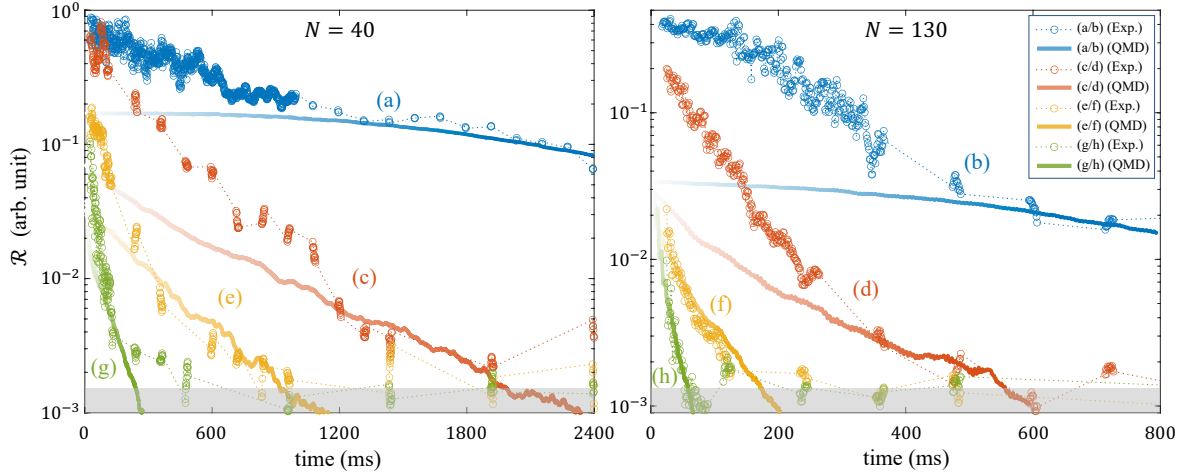 N = 40
N = 130
10⁰
10⁻¹
10⁻²
10⁻³
ℛ (arb. unit)
(a)
(c)
(e)
(g)
0
600
1200
1800
2400
time (ms)
10⁻¹
10⁻²
10⁻³
(b)
(d)
(f)
(h)
0
200
400
600
800
time (ms)
(a/b) (Exp.)
(a/b) (QMD)
(c/d) (Exp.)
(c/d) (QMD)
(e/f) (Exp.)
(e/f) (QMD)
(g/h) (Exp.)
(g/h) (QMD)